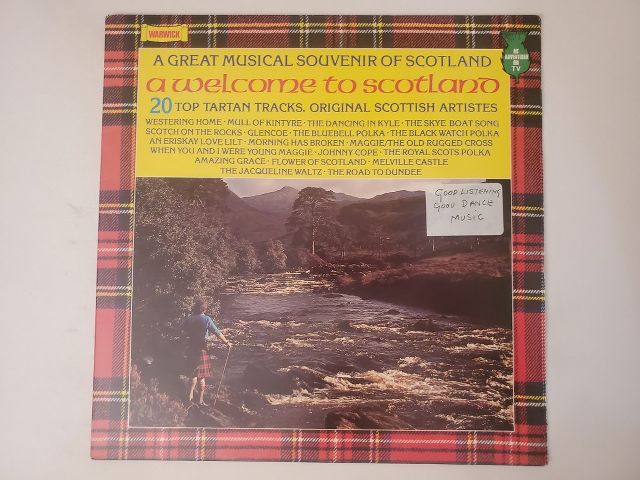 WARWICK
AS ADVERTISED ON TV
A GREAT MUSICAL SOUVENIR OF SCOTLAND
a welcome to scotland
20 TOP TARTAN TRACKS. ORIGINAL SCOTTISH ARTISTES
WESTERING HOME · MULL OF KINTYRE · THE DANCING IN KYLE · THE SKYE BOAT SONG
SCOTCH ON THE ROCKS · GLENCOE · THE BLUEBELL POLKA · THE BLACK WATCH POLKA
AN ERISKAY LOVE LILT · MORNING HAS BROKEN · MAGGIE/THE OLD RUGGED CROSS
WHEN YOU AND I WERE YOUNG MAGGIE · JOHNNY COPE · THE ROYAL SCOTS POLKA
AMAZING GRACE · FLOWER OF SCOTLAND · MELVILLE CASTLE
THE JACQUELINE WALTZ · THE ROAD TO DUNDEE
GOOD LISTENING
GOOD DANCE
MUSIC